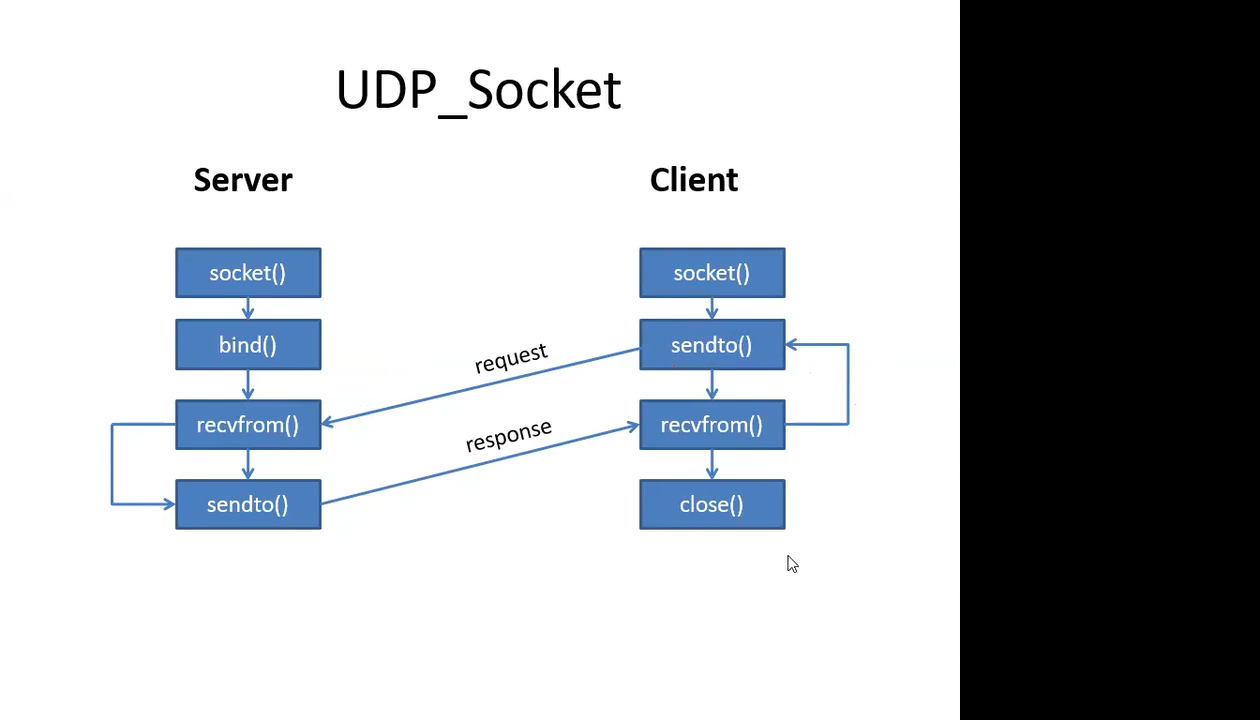 UDP_Socket
Server
Client
socket()
bind()
recvfrom()
sendto()
request
response
socket()
sendto()
recvfrom()
close()